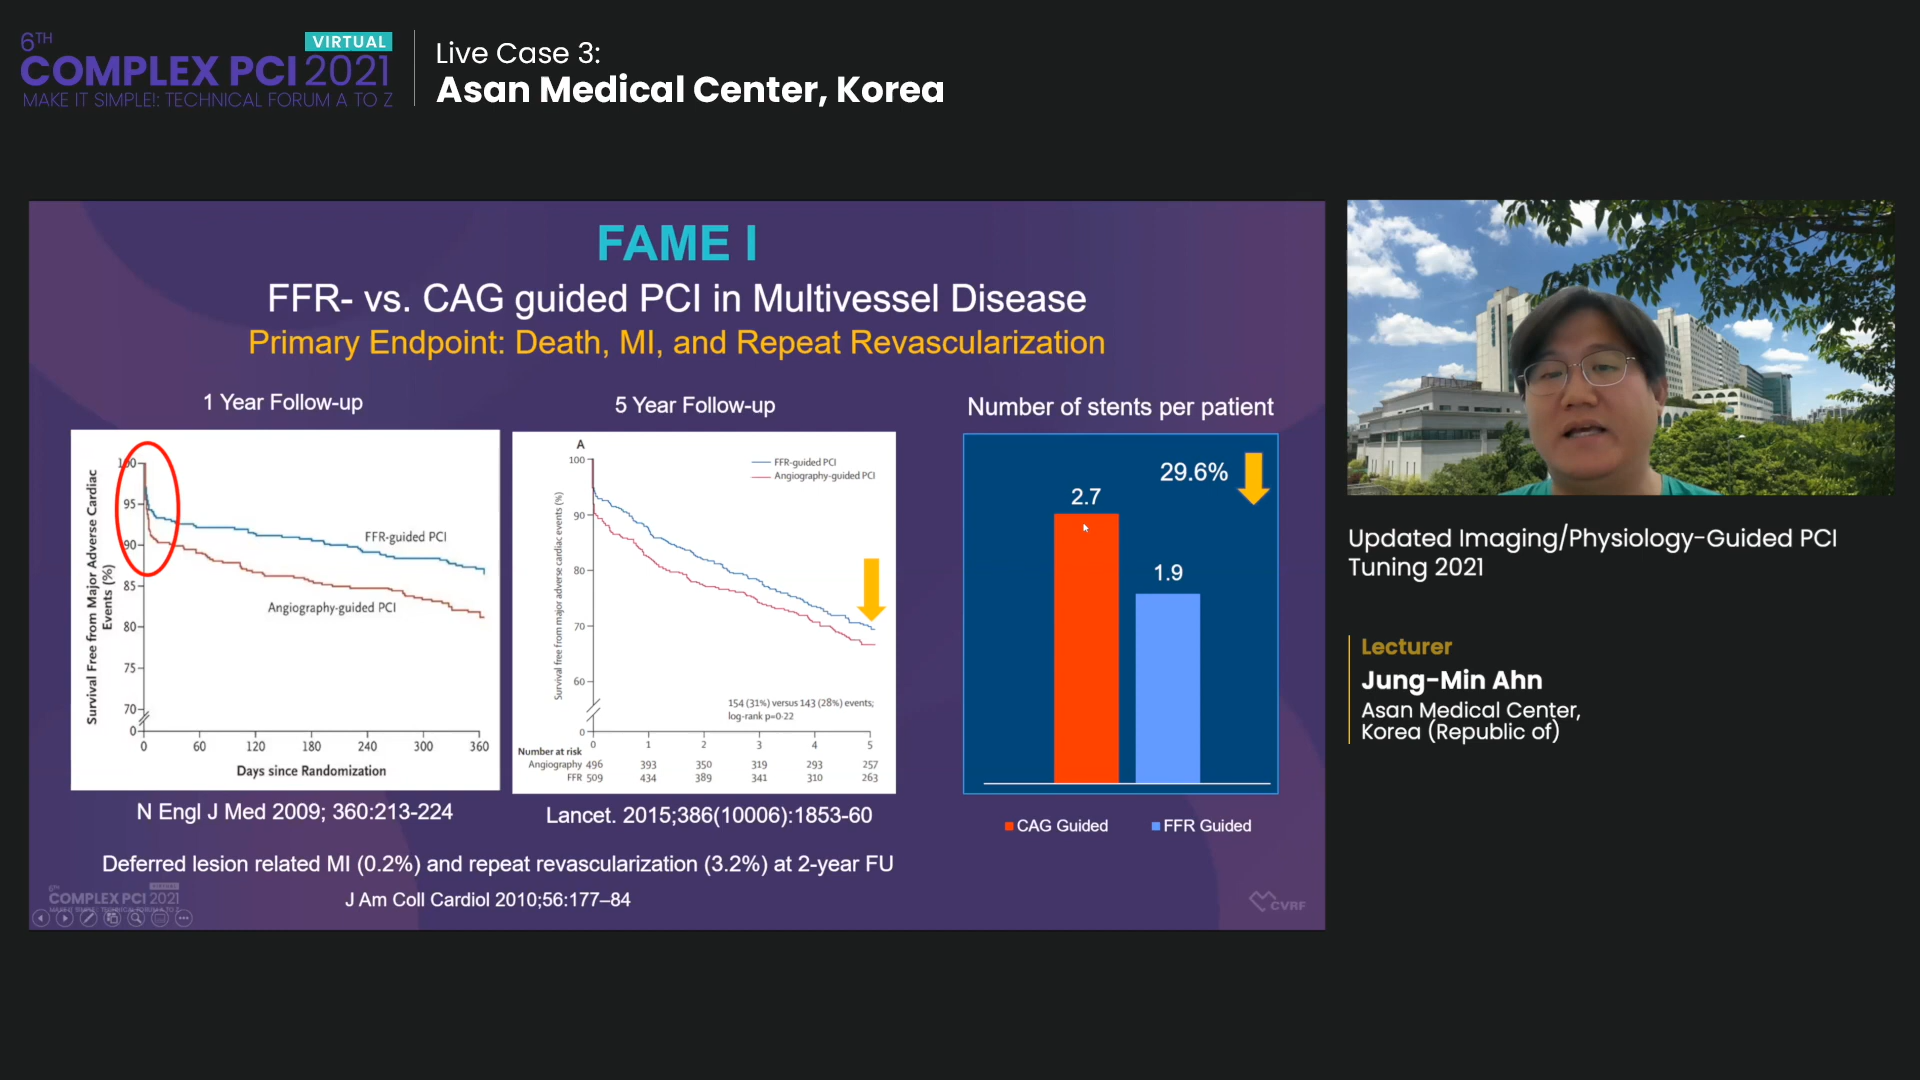 6TH
VIRTUAL
COMPLEX PCI 2021
MAKE IT SIMPLE!: TECHNICAL FORUM A TO Z
Live Case 3:
Asan Medical Center, Korea
FAME I
FFR- vs. CAG guided PCI in Multivessel Disease
Primary Endpoint: Death, MI, and Repeat Revascularization
1 Year Follow-up
Survival Free from Major Adverse Cardiac
Events (%)
100
95
90
85
80
75
70
0
FFR-guided PCI
Angiography-guided PCI
0 60 120 180 240 300 360
Days since Randomization
N Engl J Med 2009; 360:213-224
5 Year Follow-up
A
Survival free from major adverse cardiac events (%)
100
90
80
70
60
0
FFR-guided PCI
Angiography-guided PCI
154 (31%) versus 143 (28%) events;
log-rank p=0·22
0 1 2 3 4 5
Number at risk
Angiography 496 393 350 319 293 257
FFR 509 434 389 341 310 263
Lancet. 2015;386(10006):1853-60
Number of stents per patient
29.6%
2.7
1.9
CAG Guided
FFR Guided
Deferred lesion related MI (0.2%) and repeat revascularization (3.2%) at 2-year FU
J Am Coll Cardiol 2010;56:177–84
COMPLEX PCI 2021
CVRF
Updated Imaging/Physiology-Guided PCI
Tuning 2021
Lecturer
Jung-Min Ahn
Asan Medical Center,
Korea (Republic of)